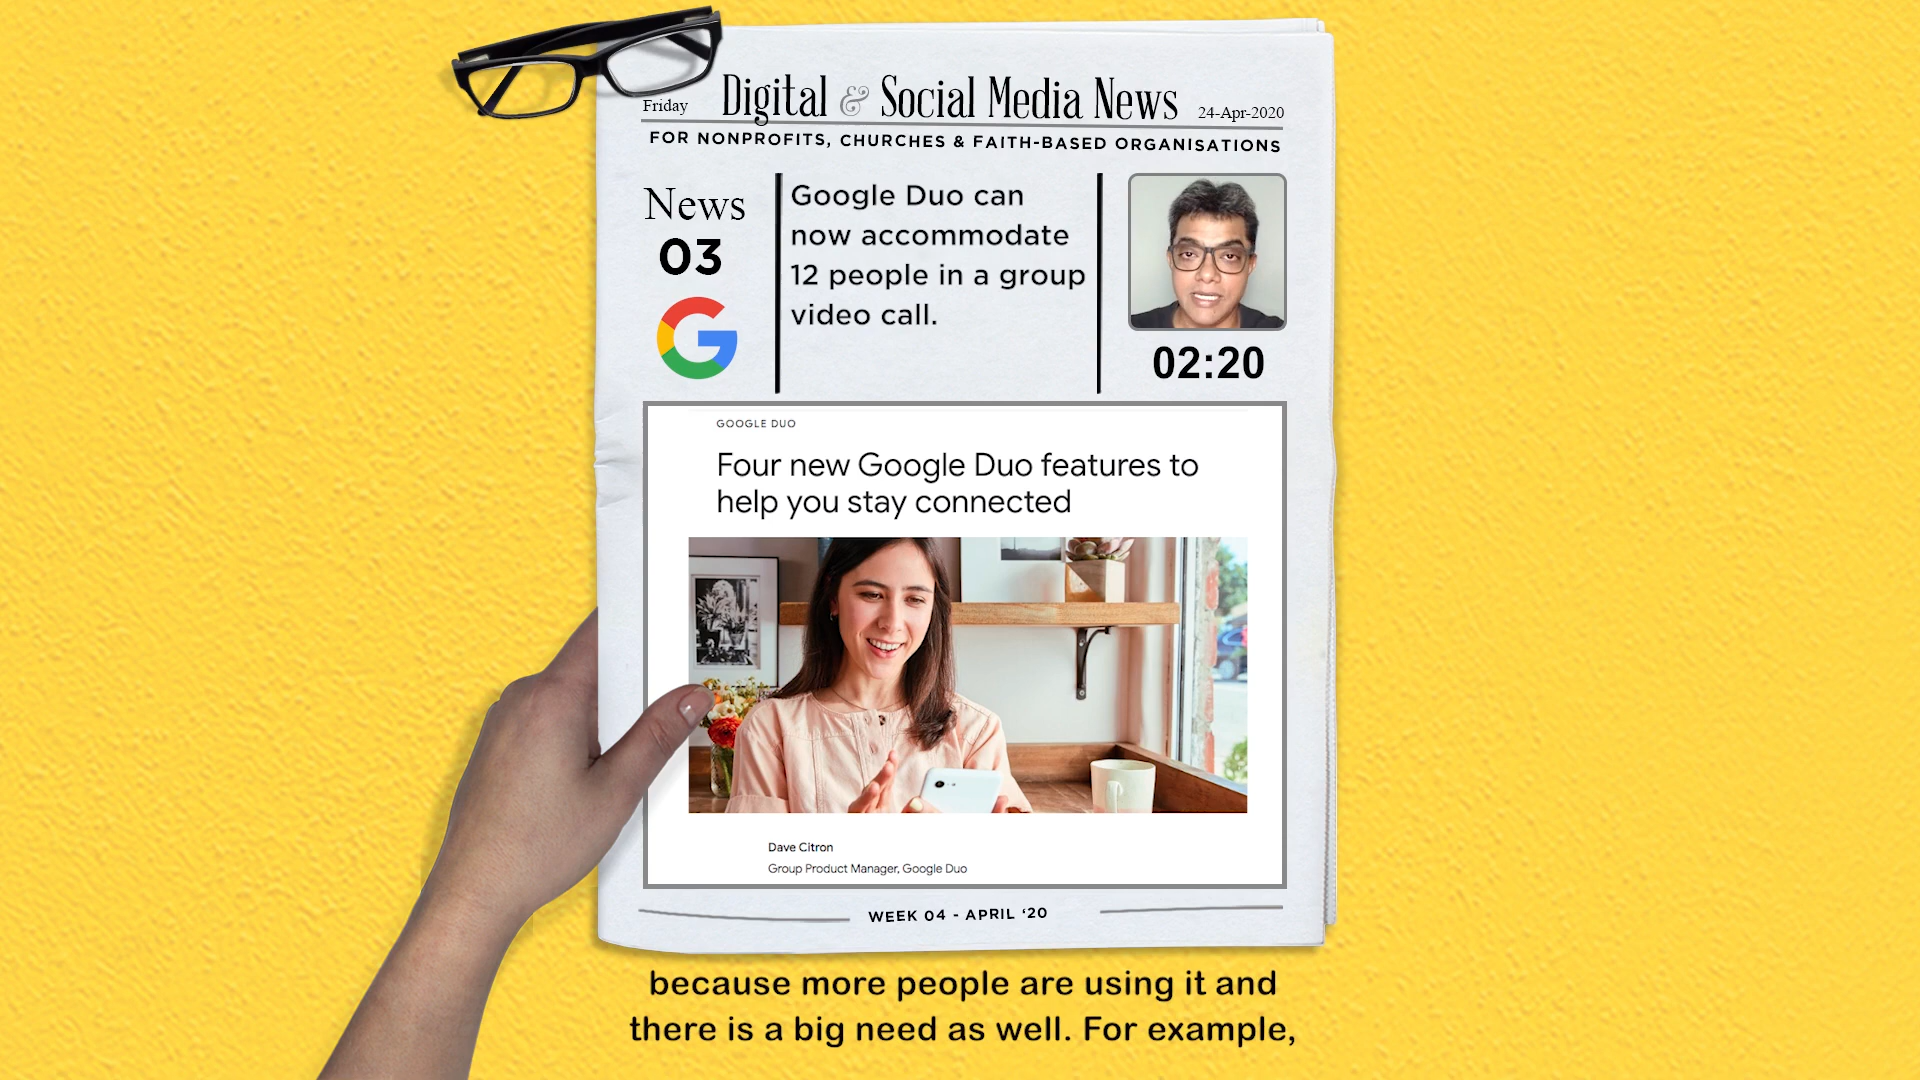 Friday
Digital & Social Media News
24-Apr-2020
FOR NONPROFITS, CHURCHES & FAITH-BASED ORGANISATIONS
News
03
Google Duo can
now accommodate
12 people in a group
video call.
02:20
GOOGLE DUO
Four new Google Duo features to
help you stay connected
Dave Citron
Group Product Manager, Google Duo
WEEK 04 - APRIL ‘20
because more people are using it and
there is a big need as well. For example,